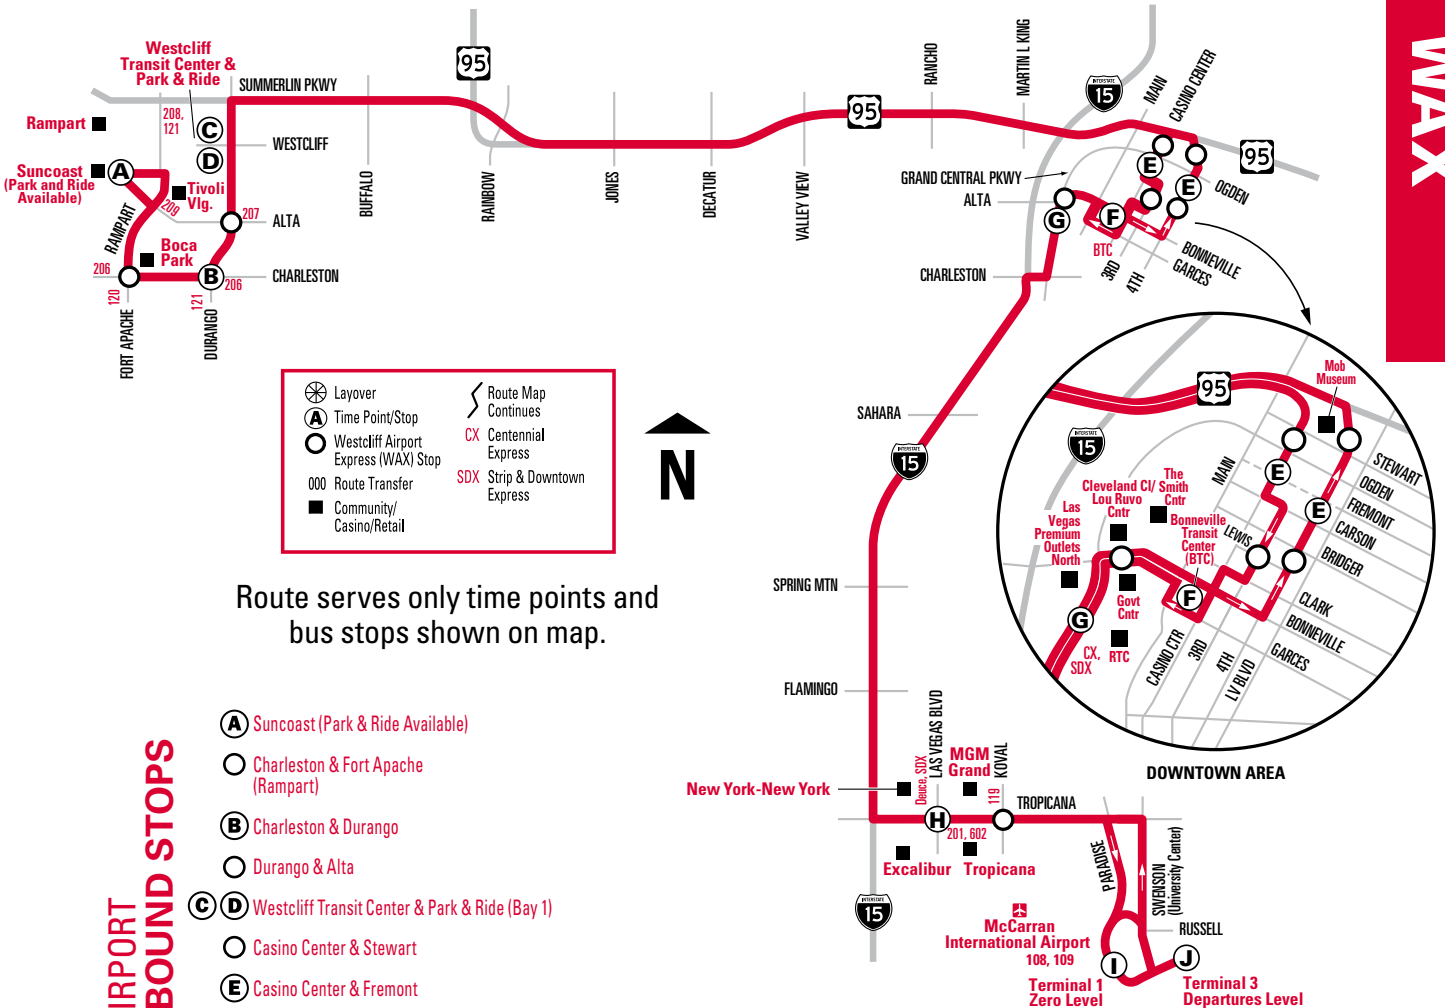 WAX
Westcliff
Transit Center &
Park & Ride
SUMMERLIN PKWY
95
RANCHO
MARTIN L KING
INTERSTATE
15
MAIN
CASINO CENTER
Rampart
208,
121
C
D
WESTCLIFF
95
95
Suncoast
(Park and Ride
Available)
A
Tivoli
Vlg.
209
RAMPART
207
ALTA
BUFFALO
RAINBOW
JONES
DECATUR
VALLEY VIEW
GRAND CENTRAL PKWY
ALTA
E
E
OGDEN
G
F
BTC
3RD
4TH
BONNEVILLE
GARCES
Boca
Park
206
120
B
206
121
CHARLESTON
CHARLESTON
FORT APACHE
DURANGO
Layover
A Time Point/Stop
Westcliff Airport
Express (WAX) Stop
000 Route Transfer
Community/
Casino/Retail
Route Map
Continues
CX Centennial
Express
SDX Strip & Downtown
Express
N
SAHARA
INTERSTATE
15
SPRING MTN
FLAMINGO
Route serves only time points and
bus stops shown on map.
95
Mob
Museum
INTERSTATE
15
MAIN
E
E
STEWART
OGDEN
FREMONT
CARSON
BRIDGER
Cleveland Cl/
Lou Ruvo
Cntr
The
Smith
Cntr
Las
Vegas
Premium
Outlets
North
Bonneville
Transit
Center
(BTC)
LEWIS
F
Govt
Cntr
G
CX,
SDX
RTC
CLARK
BONNEVILLE
GARCES
CASINO CTR
3RD
4TH
LV BLVD
DOWNTOWN AREA
New York-New York
Deuce, SDX
LAS VEGAS BLVD
MGM
Grand
119
KOVAL
TROPICANA
H
201, 602
Excalibur
Tropicana
INTERSTATE
15
PARADISE
SWENSON
(University Center)
RUSSELL
McCarran
International Airport
108, 109
I
J
Terminal 1
Zero Level
Terminal 3
Departures Level
IRPORT
BOUND STOPS
A Suncoast (Park & Ride Available)
Charleston & Fort Apache
(Rampart)
B Charleston & Durango
Durango & Alta
C D Westcliff Transit Center & Park & Ride (Bay 1)
Casino Center & Stewart
E Casino Center & Fremont